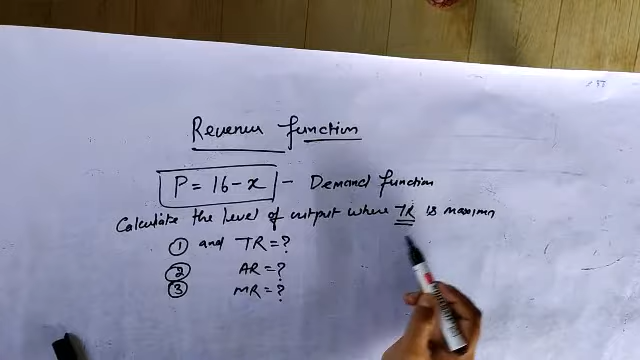 Revenue function
P = 16 - x - Demand function
Calculate the level of output where TR is maximm
① and TR = ?
② AR = ?
③ MR = ?